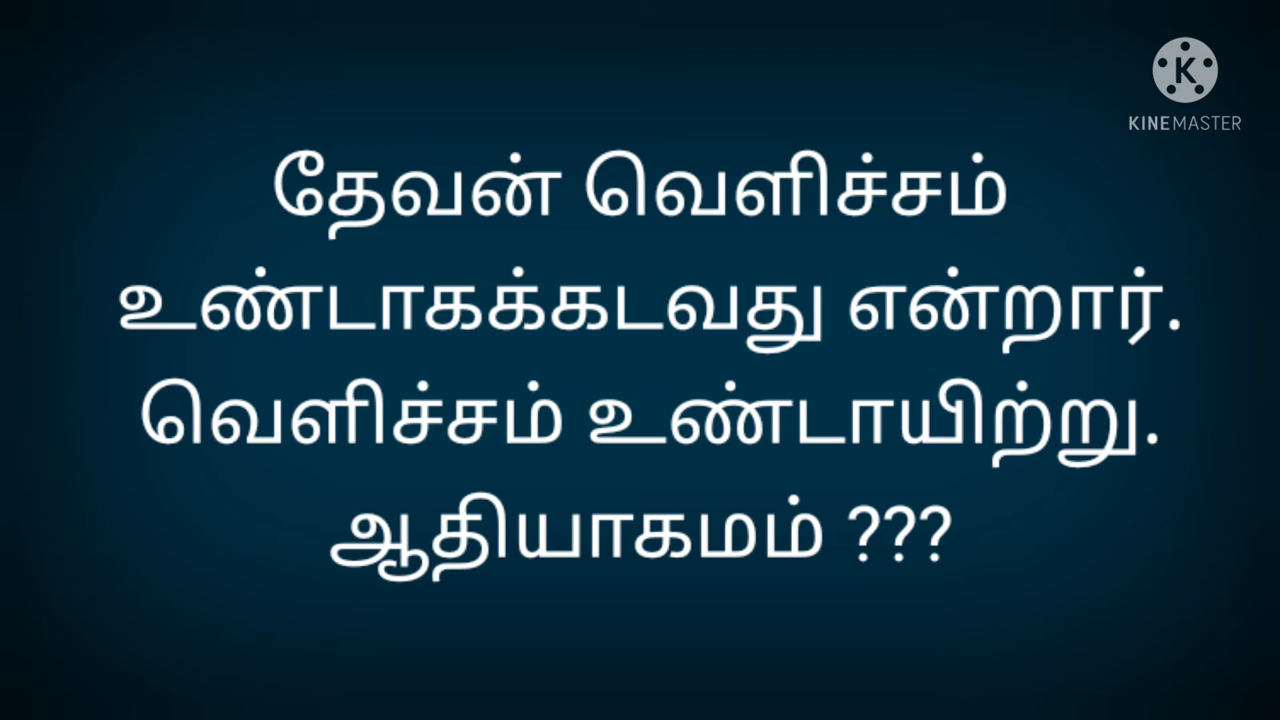 KINEMASTER
தேவன் வெளிச்சம்
உண்டாகக்கடவது என்றார்.
வெளிச்சம் உண்டாயிற்று.
ஆதியாகமம் ???